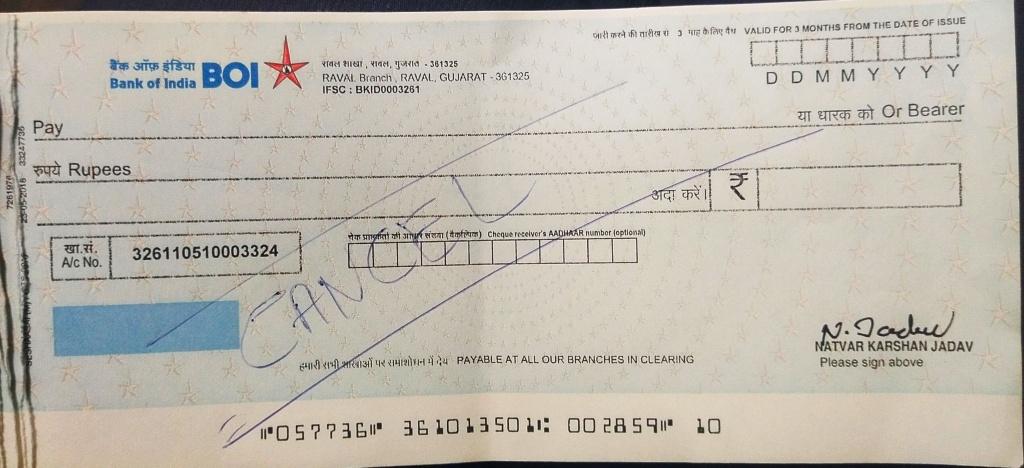 जारी करने की तारीख से 3 माह के लिए वैध VALID FOR 3 MONTHS FROM THE DATE OF ISSUE
D D M M Y Y Y Y
बैंक ऑफ़ इंडिया
Bank of India BOI
रावल शाखा, रावल, गुजरात - 361325
RAVAL Branch, RAVAL, GUJARAT - 361325
IFSC : BKID0003261
Pay या धारक को Or Bearer
रुपये Rupees
अदा करें। ₹
CANCEL
खा.सं.
A/c No. 326110510003324
Cheque receiver's AADHAAR number (optional)
N. Jadav
NATVAR KARSHAN JADAV
Please sign above
हमारी सभी शाखाओं पर समाशोधन में देय PAYABLE AT ALL OUR BRANCHES IN CLEARING
⑈057736⑈ 361013501⑆ 002859⑈ 10